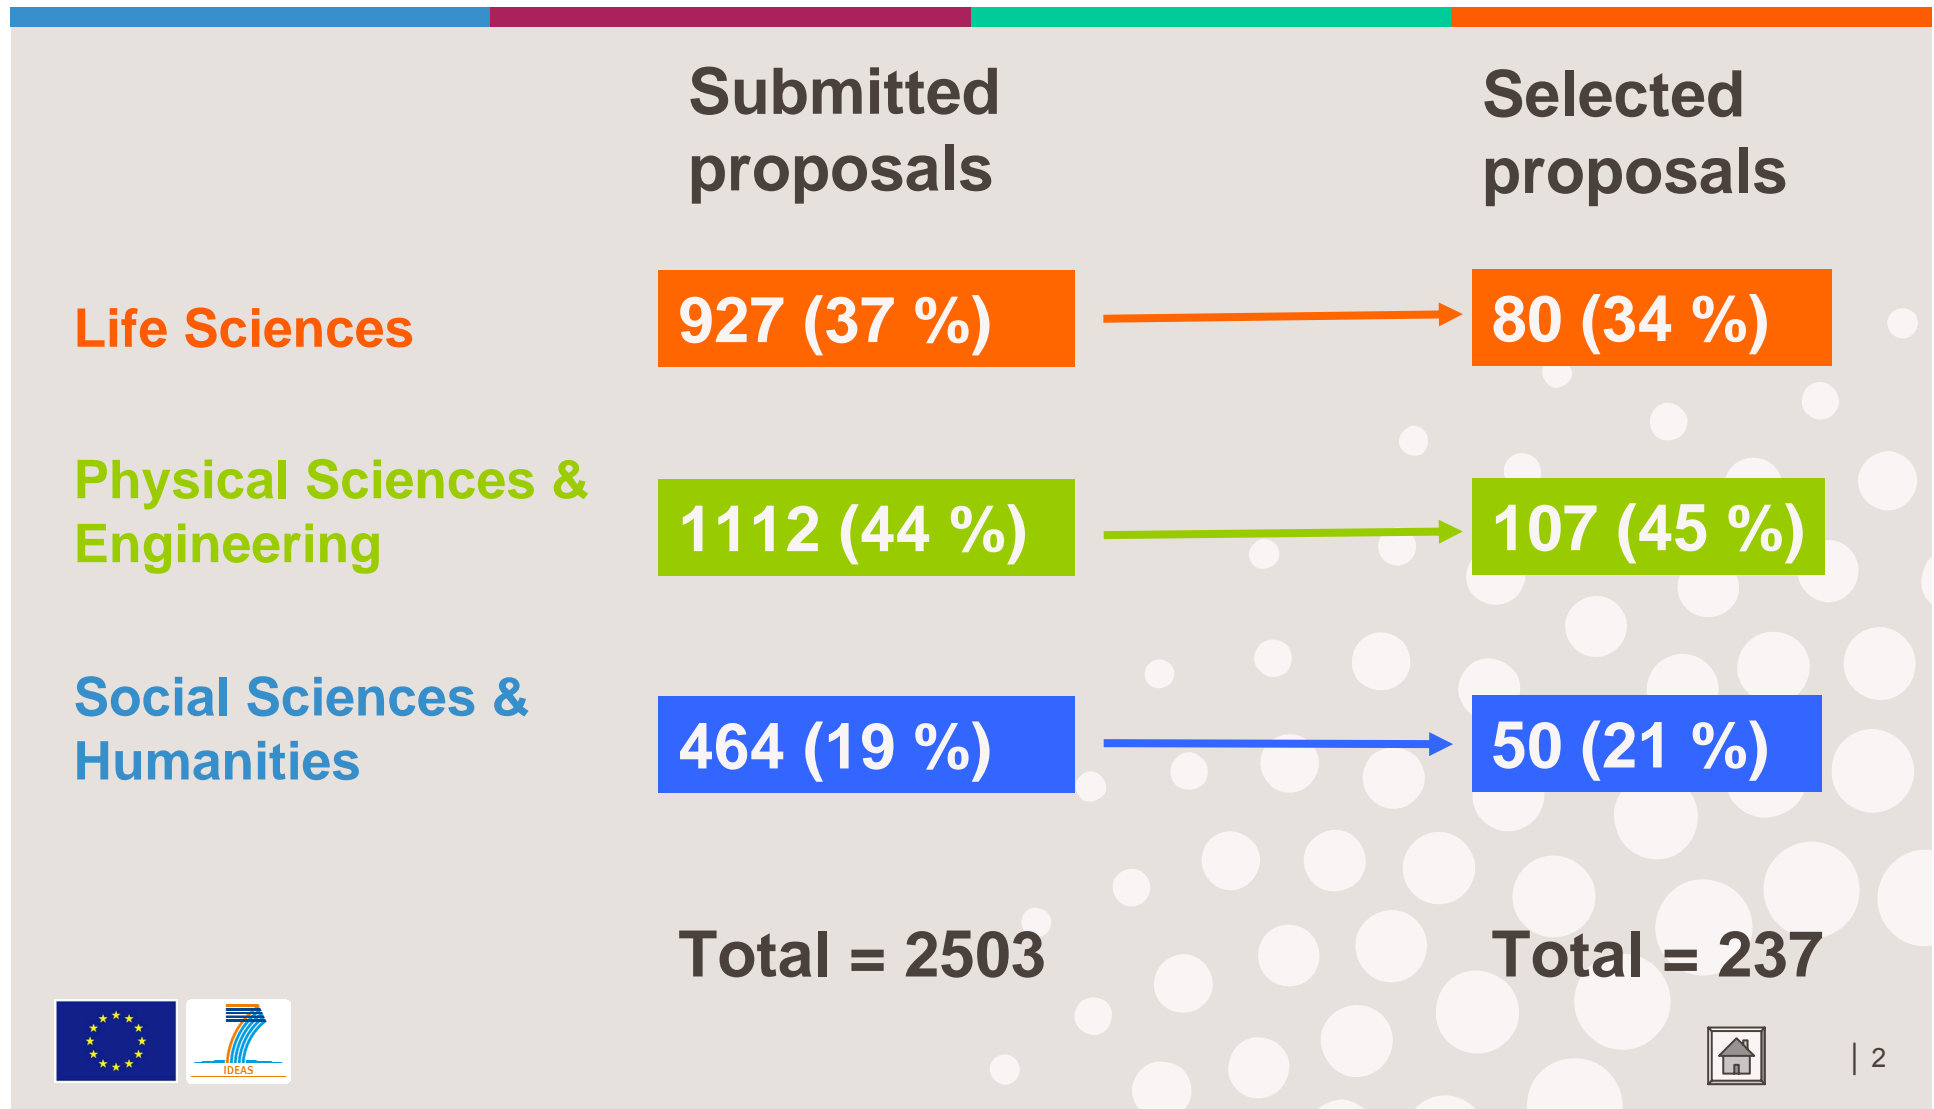 Submitted
proposals
Selected
proposals
Life Sciences
927 (37 %)
80 (34 %)
Physical Sciences &
Engineering
1112 (44 %)
107 (45 %)
Social Sciences &
Humanities
464 (19 %)
50 (21 %)
Total = 2503
Total = 237
IDEAS
| 2